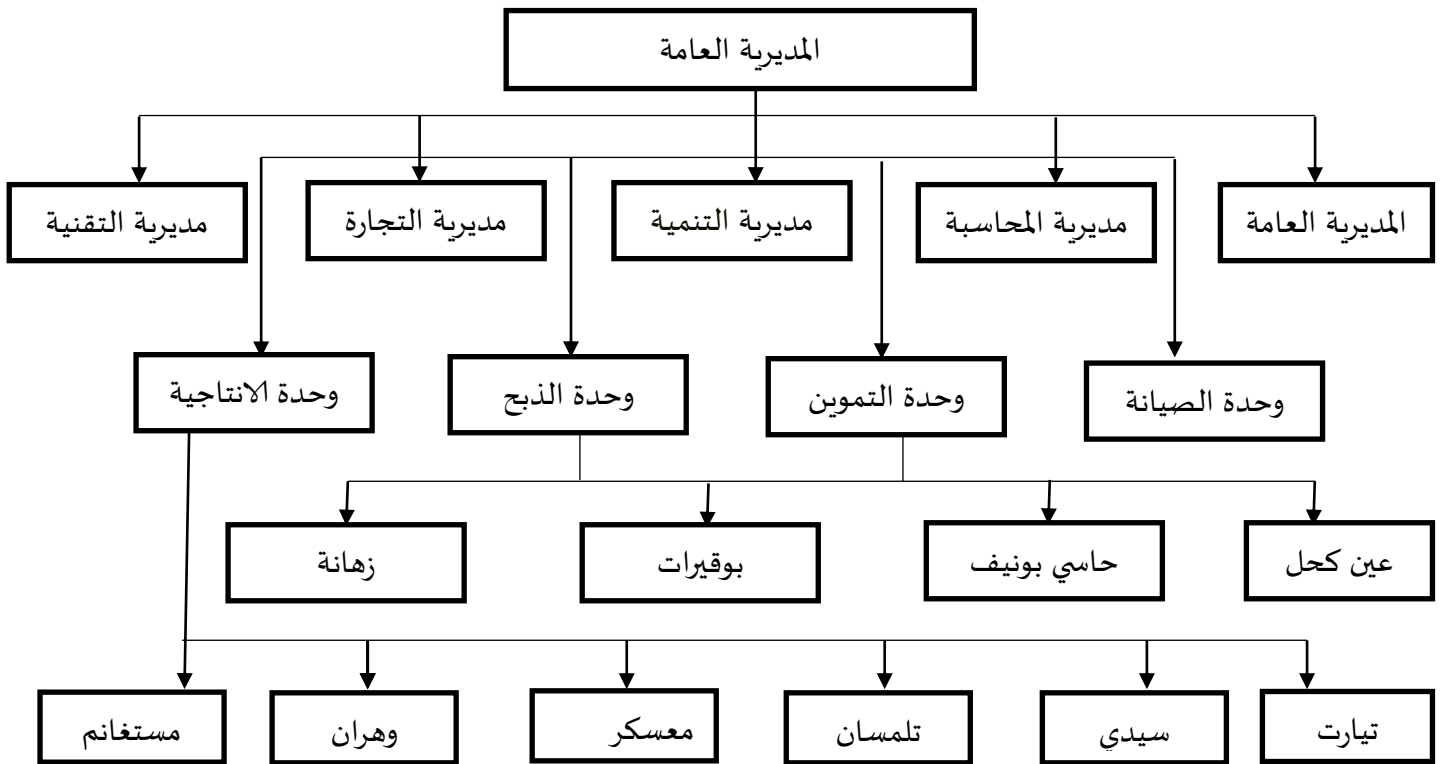 المديرية العامة
المديرية العامة
مديرية المحاسبة
مديرية التنمية
مديرية التجارة
مديرية التقنية
وحدة الصيانة
وحدة التموين
وحدة الذبح
وحدة الانتاجية
عين كحل
حاسي بونيف
بوقيرات
زهانة
تيارت
سيدي
تلمسان
معسكر
وهران
مستغانم